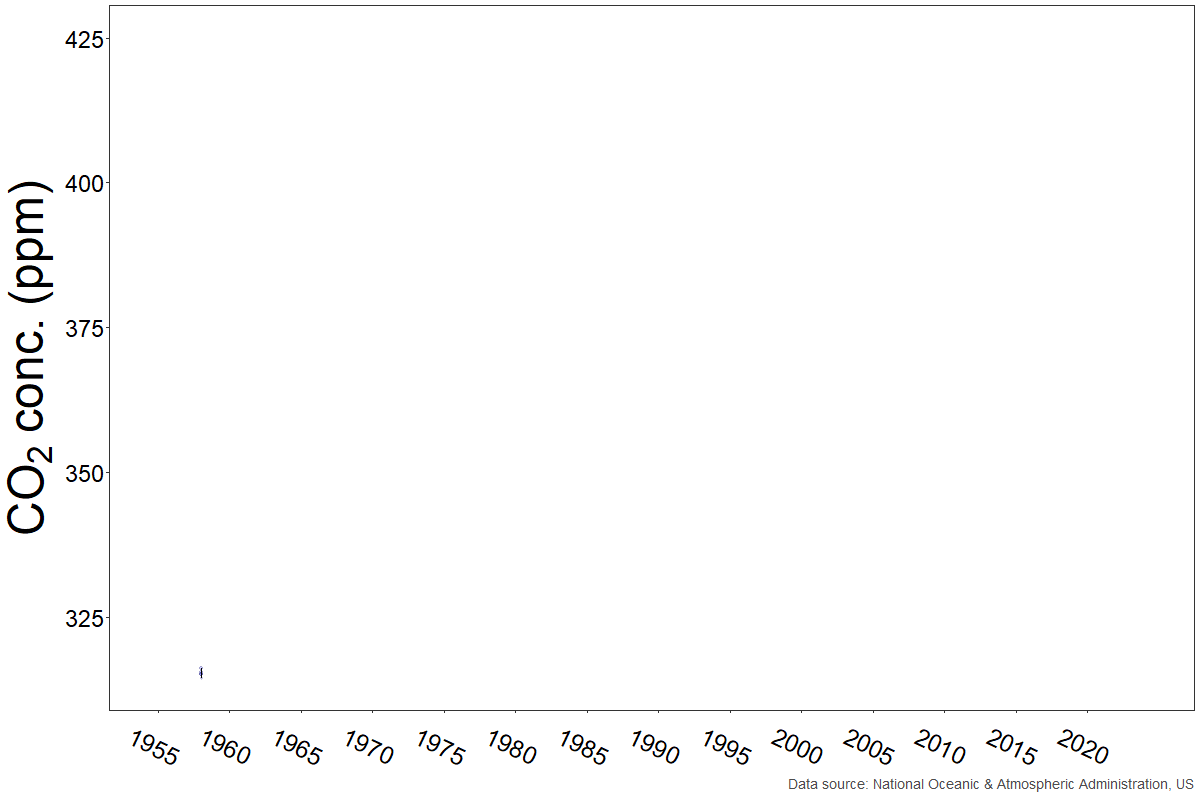 CO₂ conc. (ppm)
425
400
375
350
325
1955 1960 1965 1970 1975 1980 1985 1990 1995 2000 2005 2010 2015 2020
Data source: National Oceanic & Atmospheric Administration, US